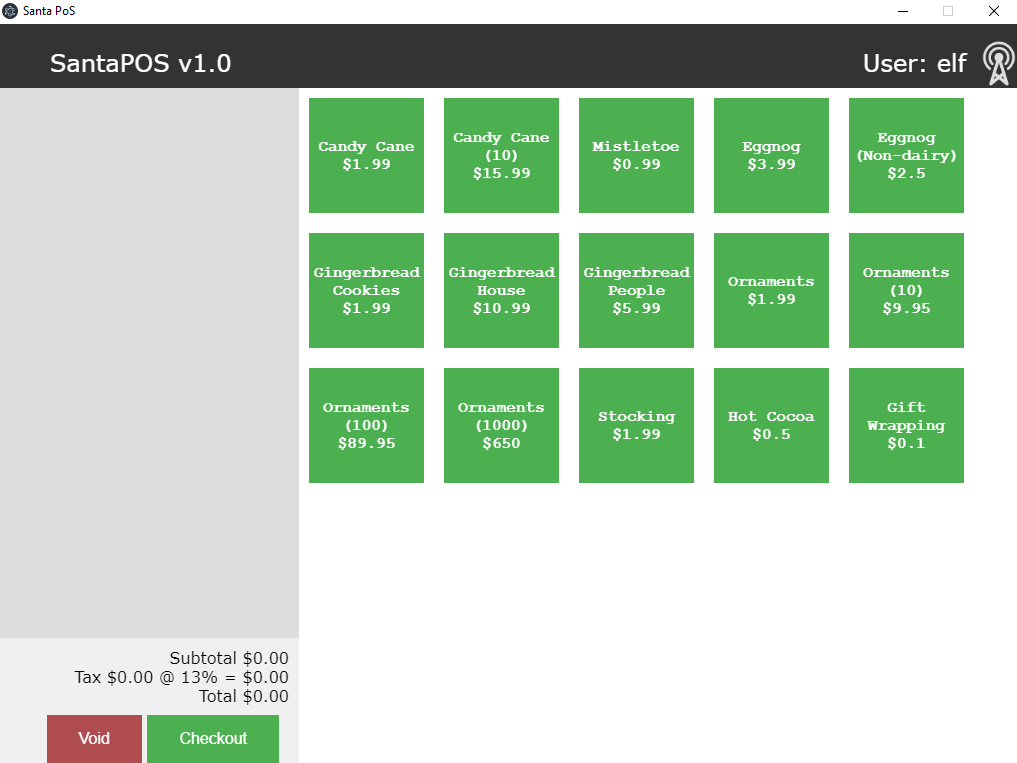 Santa PoS
SantaPOS v1.0
User: elf
Candy Cane
$1.99
Candy Cane
(10)
$15.99
Mistletoe
$0.99
Eggnog
$3.99
Eggnog
(Non-dairy)
$2.5
Gingerbread
Cookies
$1.99
Gingerbread
House
$10.99
Gingerbread
People
$5.99
Ornaments
$1.99
Ornaments
(10)
$9.95
Ornaments
(100)
$89.95
Ornaments
(1000)
$650
Stocking
$1.99
Hot Cocoa
$0.5
Gift
Wrapping
$0.1
Subtotal $0.00
Tax $0.00 @ 13% = $0.00
Total $0.00
Void
Checkout